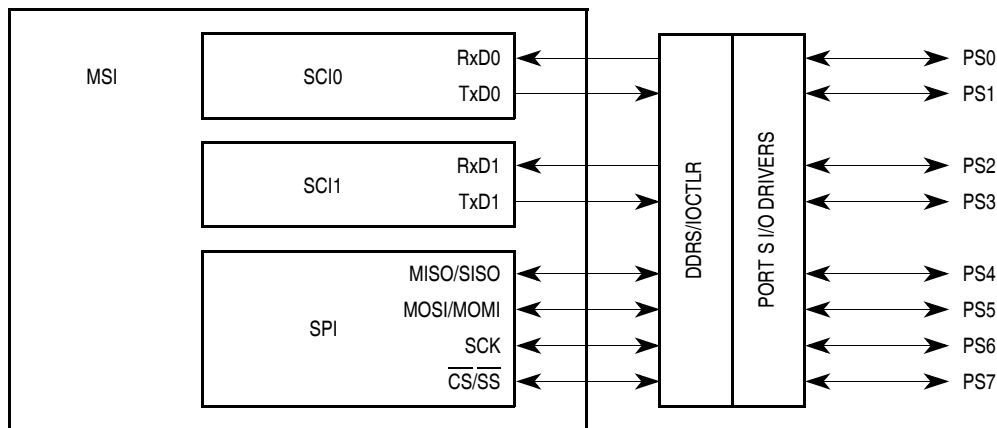 MSI
SCI0
RxD0
TxD0
SCI1
RxD1
TxD1
SPI
MISO/SISO
MOSI/MOMI
SCK
CS/SS
DDRS/IOCTLR
PORT S I/O DRIVERS
PS0
PS1
PS2
PS3
PS4
PS5
PS6
PS7